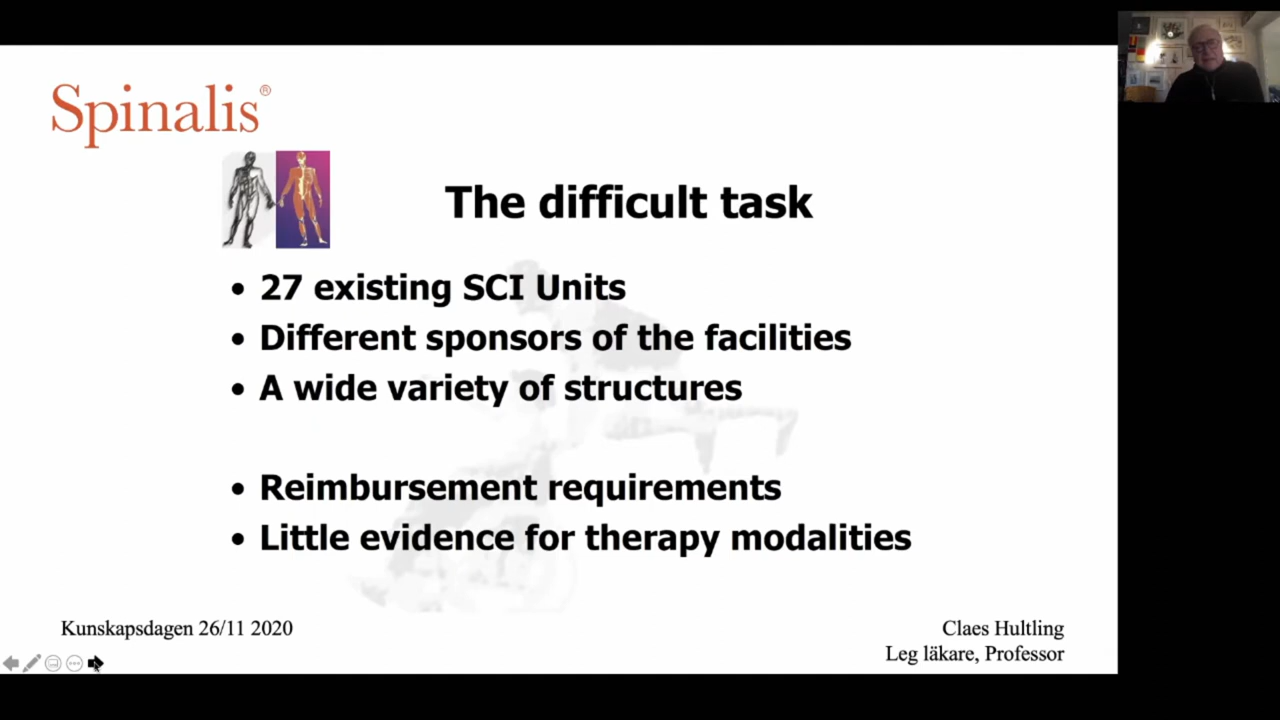 Spinalis®
The difficult task
• 27 existing SCI Units
• Different sponsors of the facilities
• A wide variety of structures
• Reimbursement requirements
• Little evidence for therapy modalities
Kunskapsdagen 26/11 2020
Claes Hultling
Leg läkare, Professor